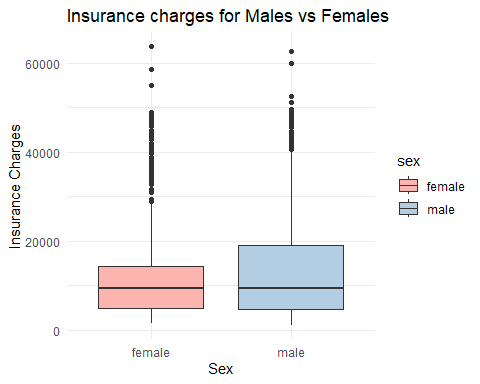 Insurance charges for Males vs Females
60000
40000
20000
0
Insurance Charges
female
male
Sex
sex
female
male